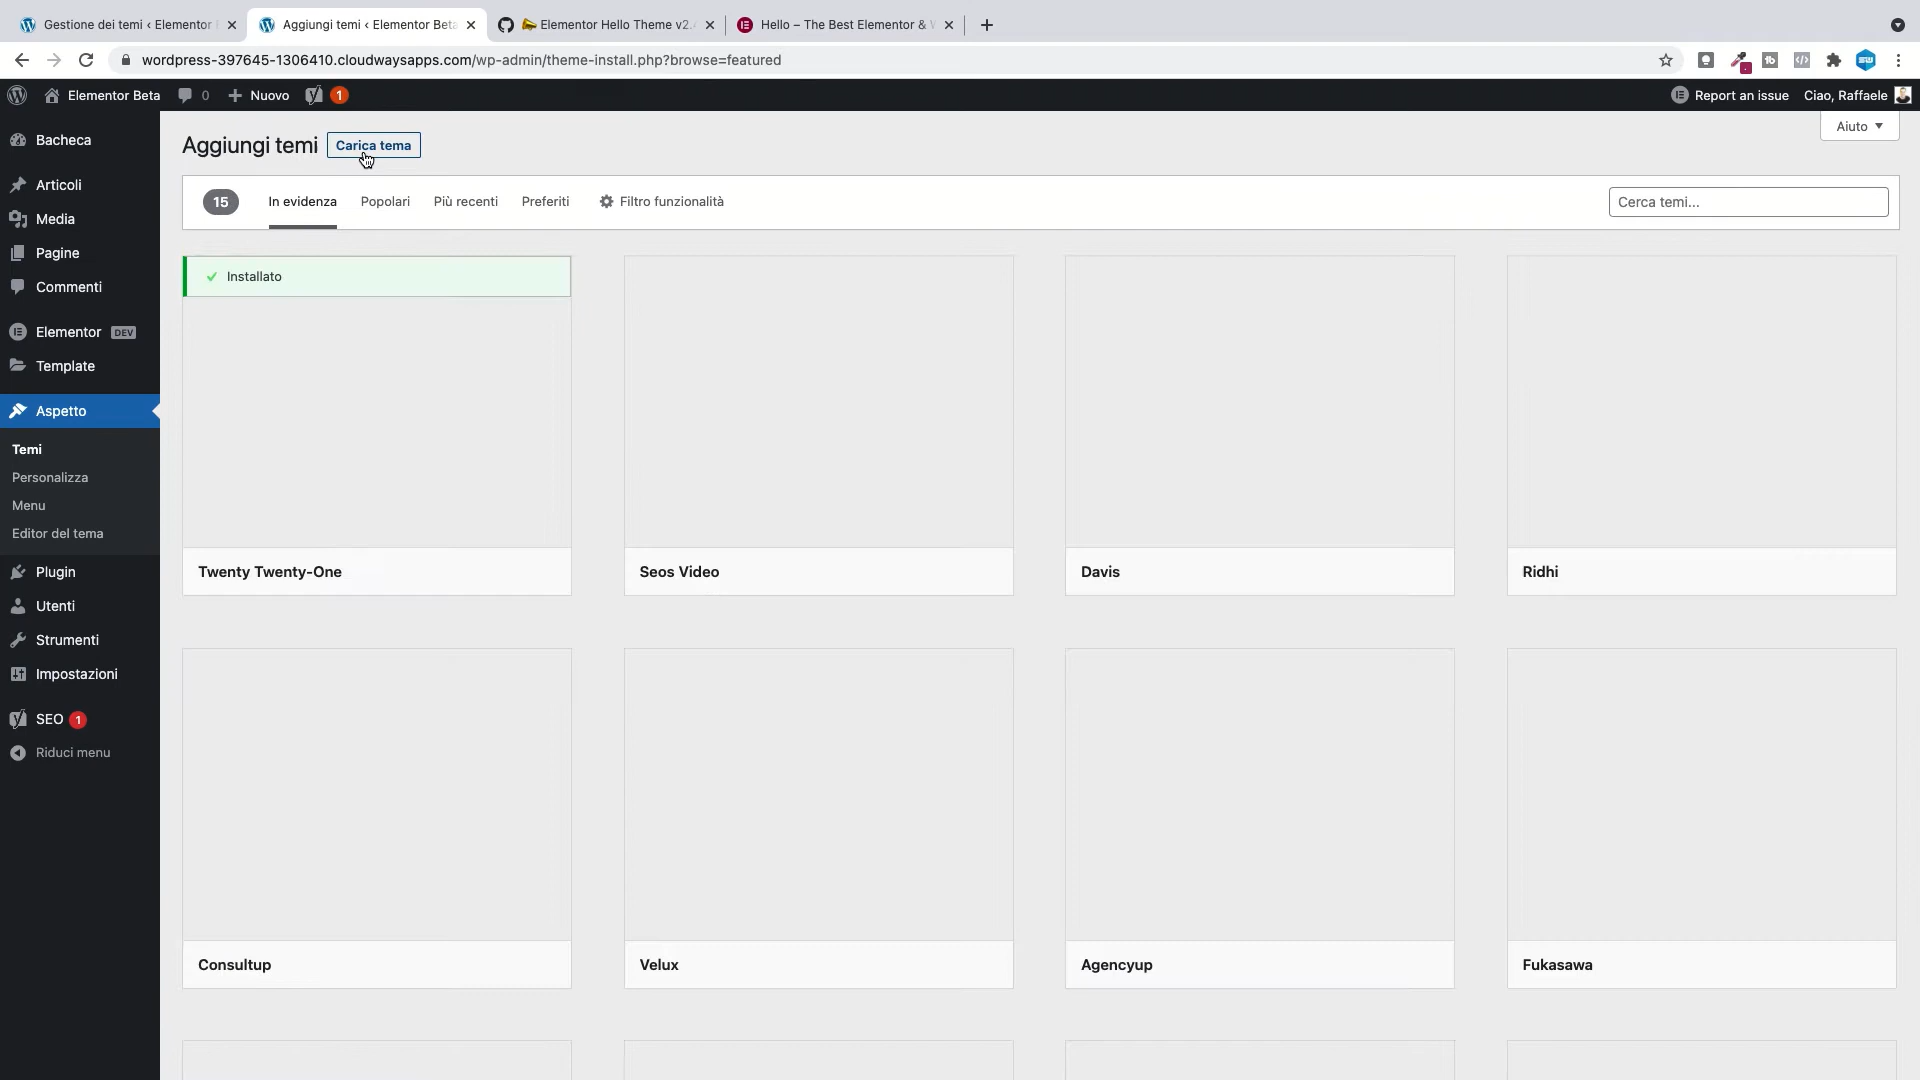 Gestione dei temi ‹ Elementor
Aggiungi temi ‹ Elementor Beta
Elementor Hello Theme v2.
Hello – The Best Elementor &
wordpress-397645-1306410.cloudwaysapps.com/wp-admin/theme-install.php?browse=featured
Elementor Beta
0
Nuovo
1
Report an issue
Ciao, Raffaele
Bacheca
Articoli
Media
Pagine
Commenti
Elementor DEV
Template
Aspetto
Temi
Personalizza
Menu
Editor del tema
Plugin
Utenti
Strumenti
Impostazioni
SEO 1
Riduci menu
Aggiungi temi
Carica tema
Aiuto
15
In evidenza
Popolari
Più recenti
Preferiti
Filtro funzionalità
Cerca temi...
Installato
Twenty Twenty-One
Seos Video
Davis
Ridhi
Consultup
Velux
Agencyup
Fukasawa